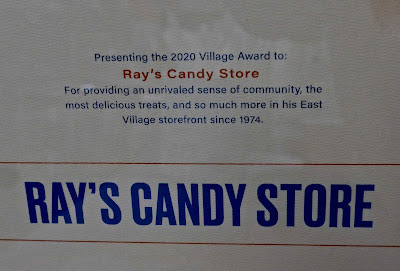 Presenting the 2020 Village Award to:
Ray's Candy Store
For providing an unrivaled sense of community, the
most delicious treats, and so much more in his East
Village storefront since 1974.
RAY'S CANDY STORE